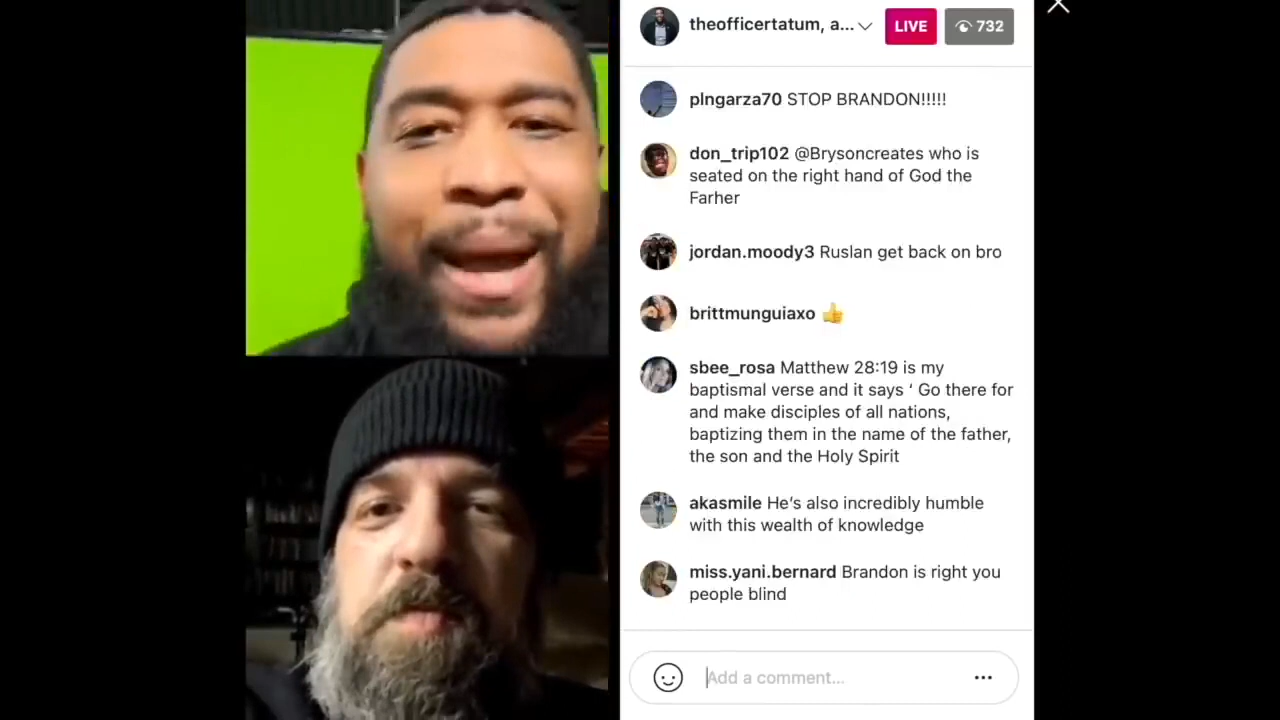 theofficertatum, a...
LIVE
732
plngarza70 STOP BRANDON!!!!!
don_trip102 @Brysoncreates who is
seated on the right hand of God the
Farher
jordan.moody3 Ruslan get back on bro
brittmunguiaxo 👍
sbee_rosa Matthew 28:19 is my
baptismal verse and it says ‘ Go there for
and make disciples of all nations,
baptizing them in the name of the father,
the son and the Holy Spirit
akasmile He’s also incredibly humble
with this wealth of knowledge
miss.yani.bernard Brandon is right you
people blind
Add a comment...